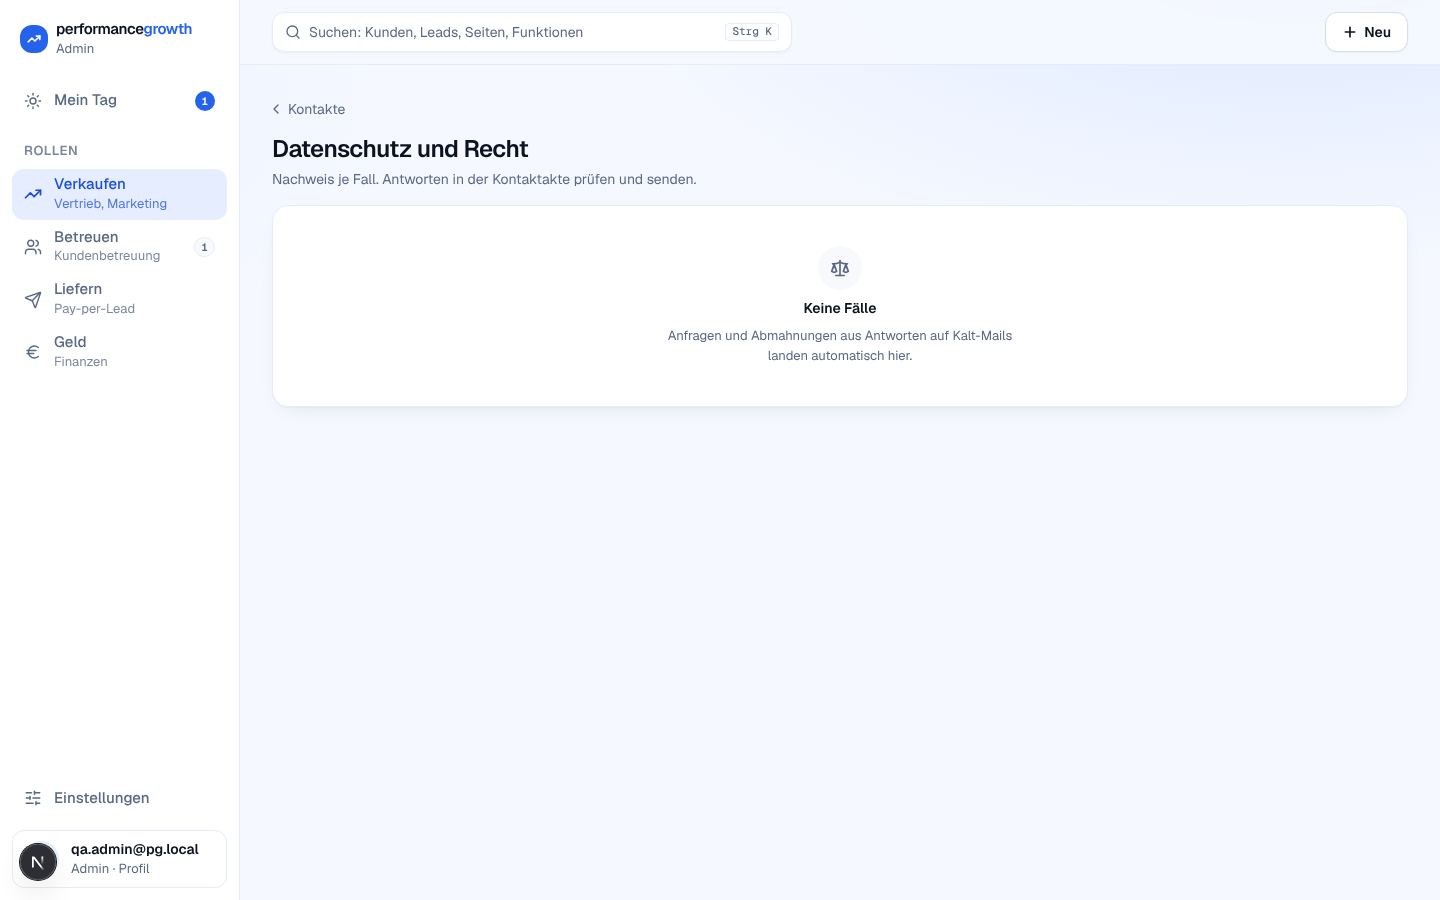 performancegrowth
Admin
Mein Tag
1
ROLLEN
Verkaufen
Vertrieb, Marketing
Betreuen
Kundenbetreuung
1
Liefern
Pay-per-Lead
Geld
Finanzen
Einstellungen
N
qa.admin@pg.local
Admin · Profil
Suchen: Kunden, Leads, Seiten, Funktionen
Strg K
Neu
Kontakte
Datenschutz und Recht
Nachweis je Fall. Antworten in der Kontaktakte prüfen und senden.
Keine Fälle
Anfragen und Abmahnungen aus Antworten auf Kalt-Mails
landen automatisch hier.